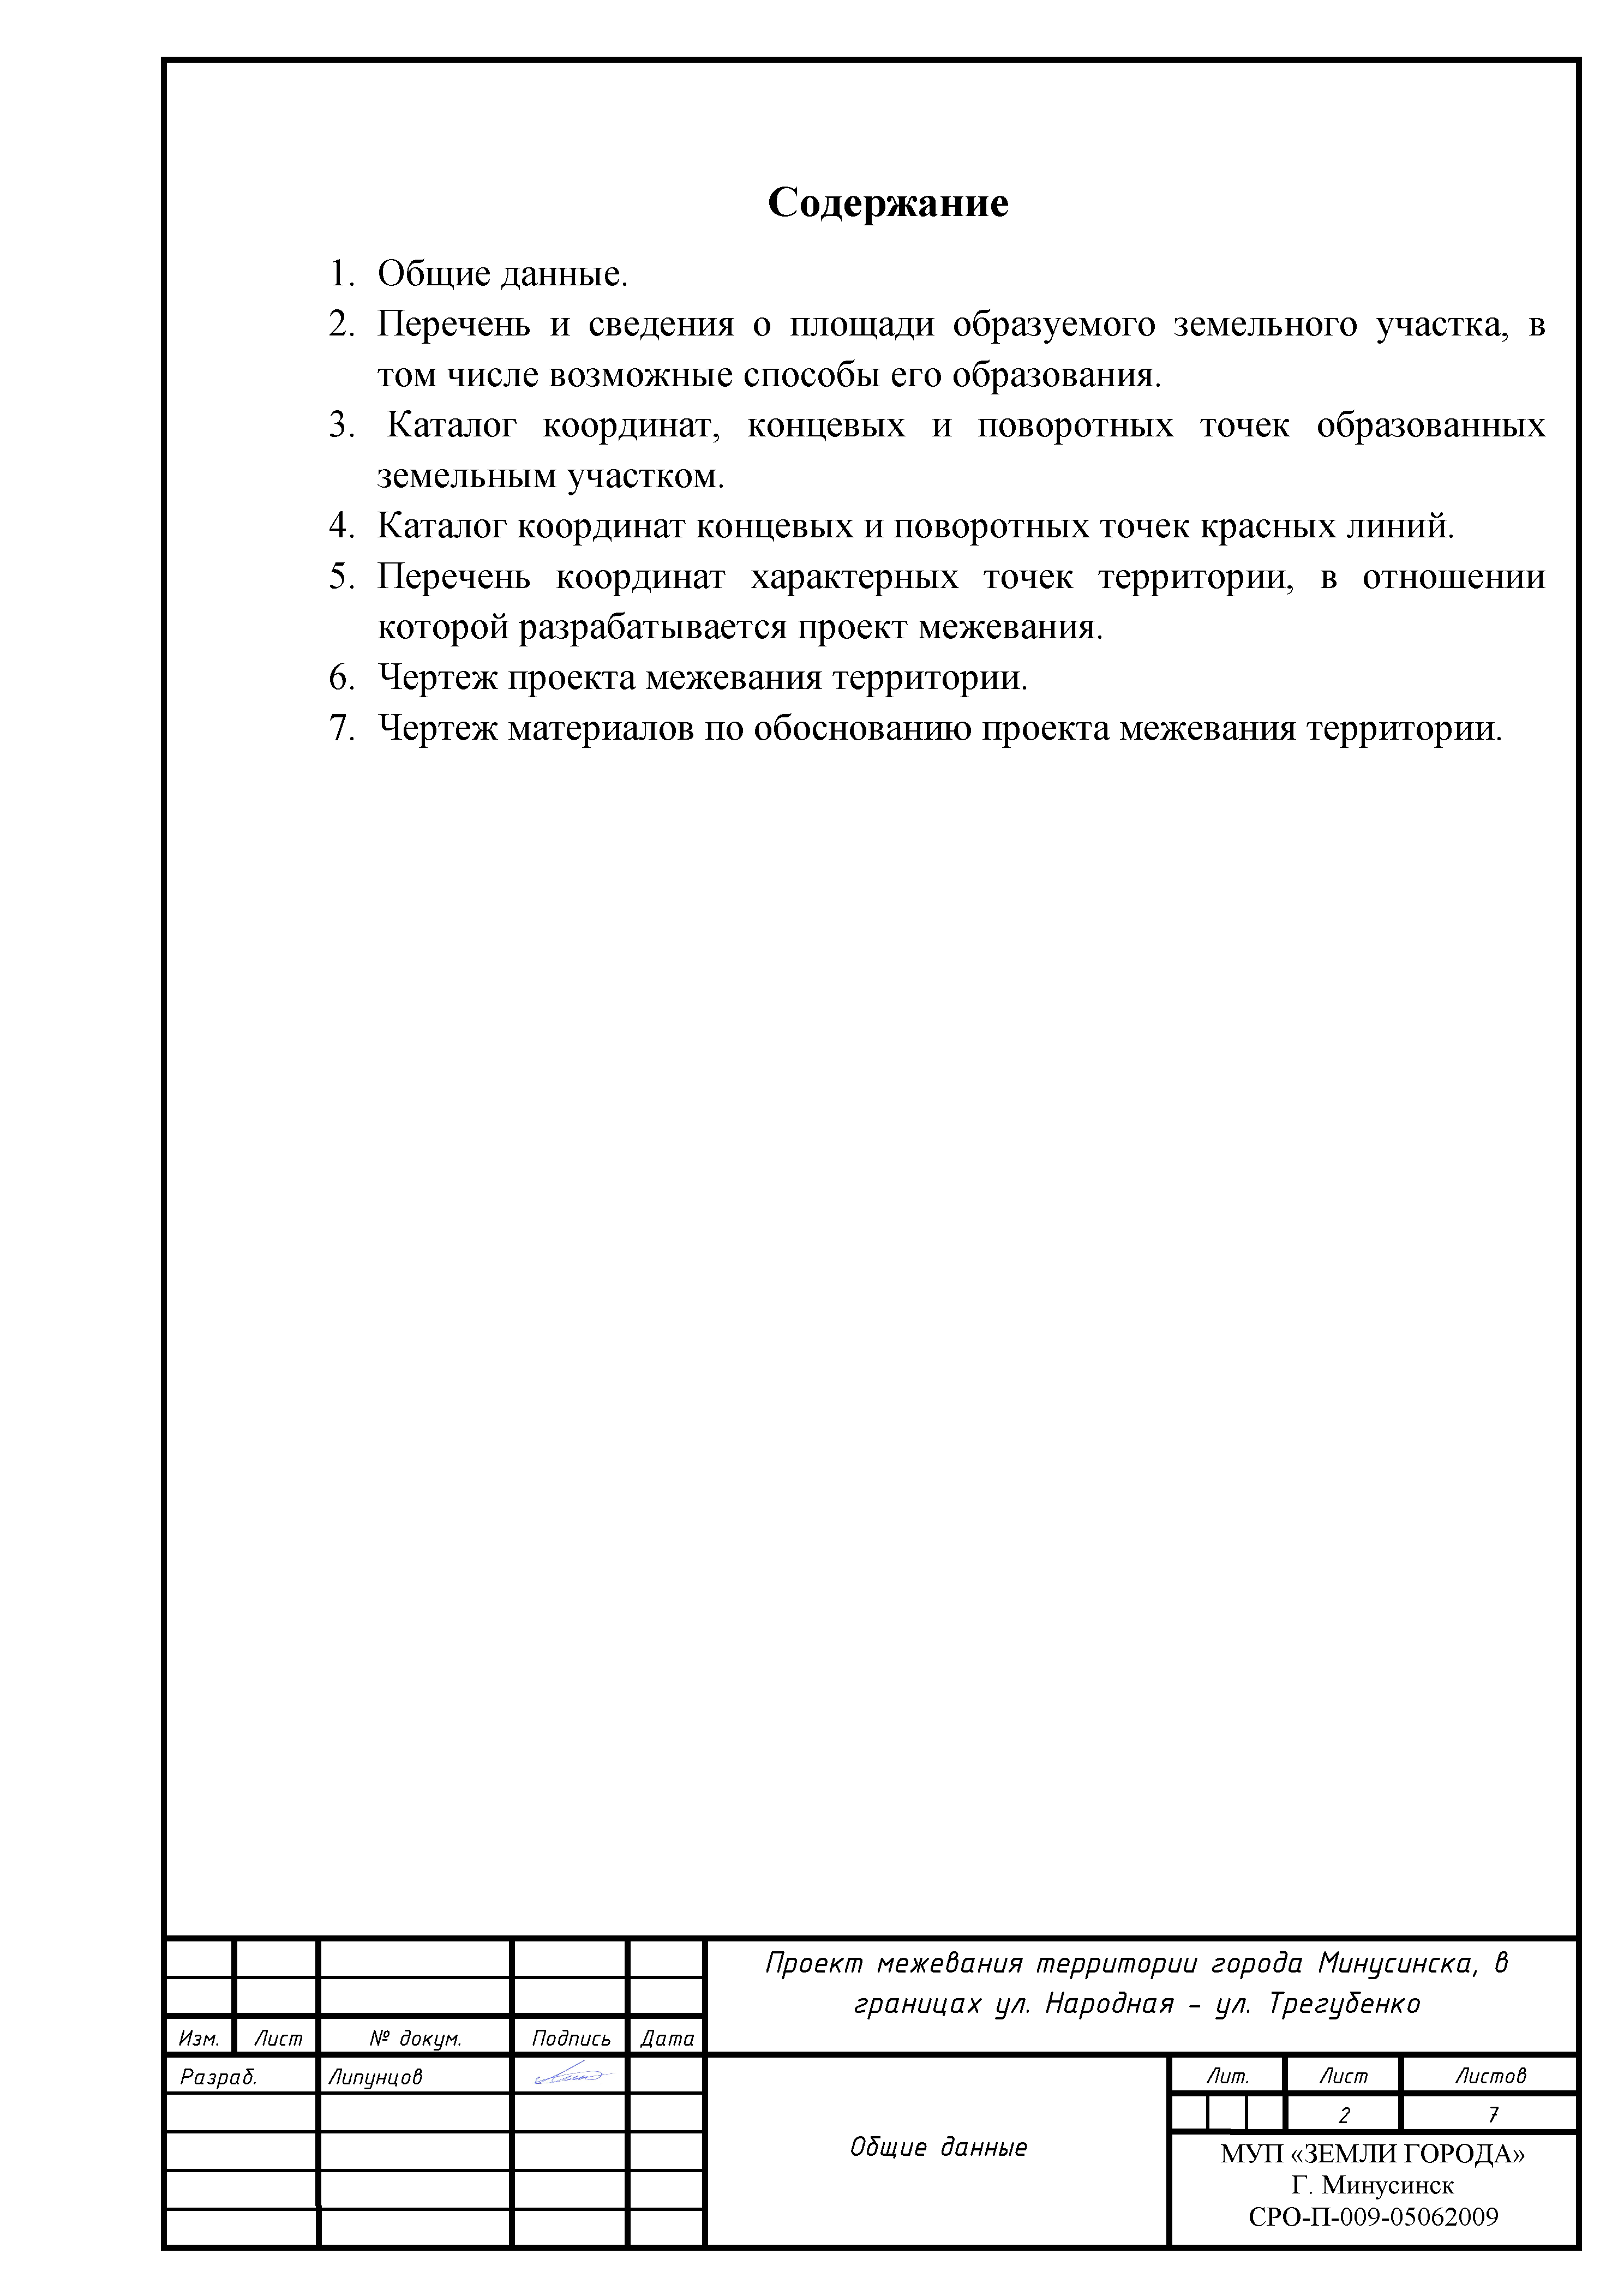 Содержание
1. Общие данные.
2. Перечень и сведения о площади образуемого земельного участка, в
том числе возможные способы его образования.
3. Каталог координат, концевых и поворотных точек образованных
земельным участком.
4. Каталог координат концевых и поворотных точек красных линий.
5. Перечень координат характерных точек территории, в отношении
которой разрабатывается проект межевания.
6. Чертеж проекта межевания территории.
7. Чертеж материалов по обоснованию проекта межевания территории.
Проект межевания территории города Минусинска, в
границах ул. Народная - ул. Трегубенко
Изм. Лист № докум. Подпись Дата
Разраб. Липунцов
Общие данные
Лит. Лист Листов
2 7
МУП «ЗЕМЛИ ГОРОДА»
Г. Минусинск
СРО-П-009-05062009